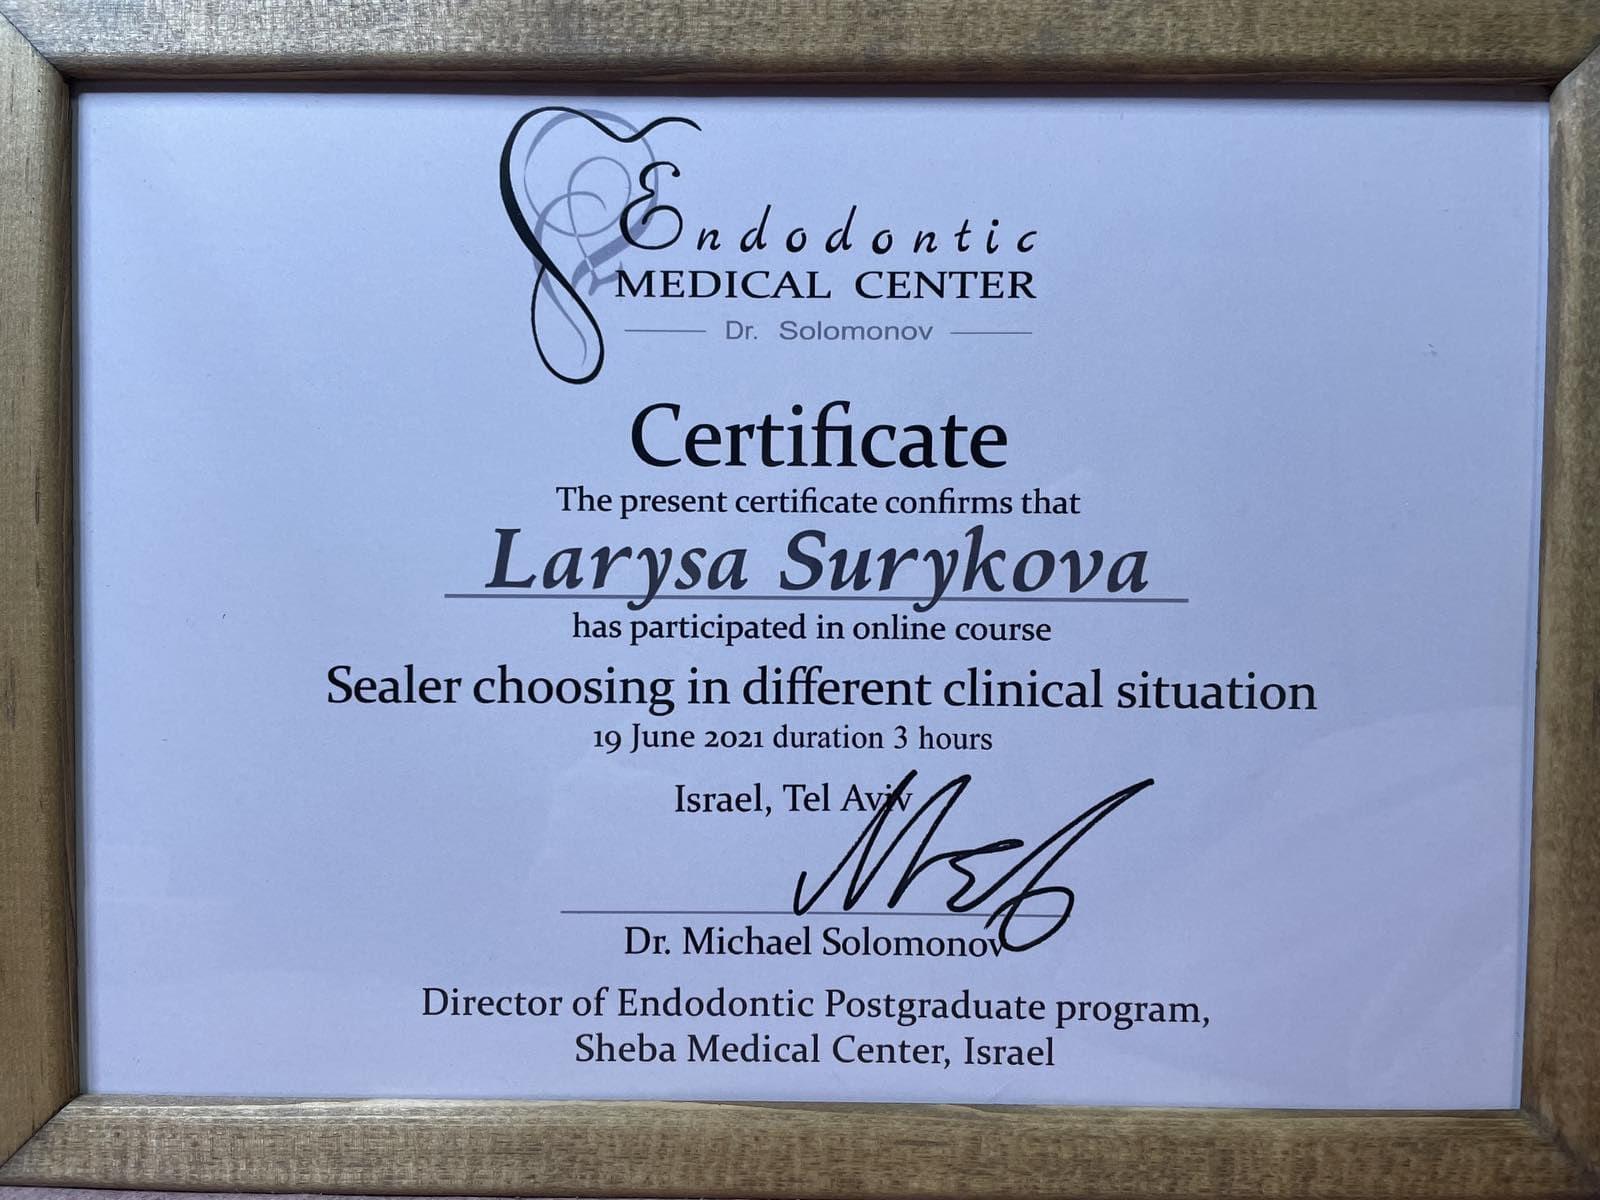 Endodontic
MEDICAL CENTER
Dr. Solomonov
Certificate
The present certificate confirms that
Larysa Surykova
has participated in online course
Sealer choosing in different clinical situation
19 June 2021 duration 3 hours
Israel, Tel Aviv
Dr. Michael Solomonov
Director of Endodontic Postgraduate program,
Sheba Medical Center, Israel